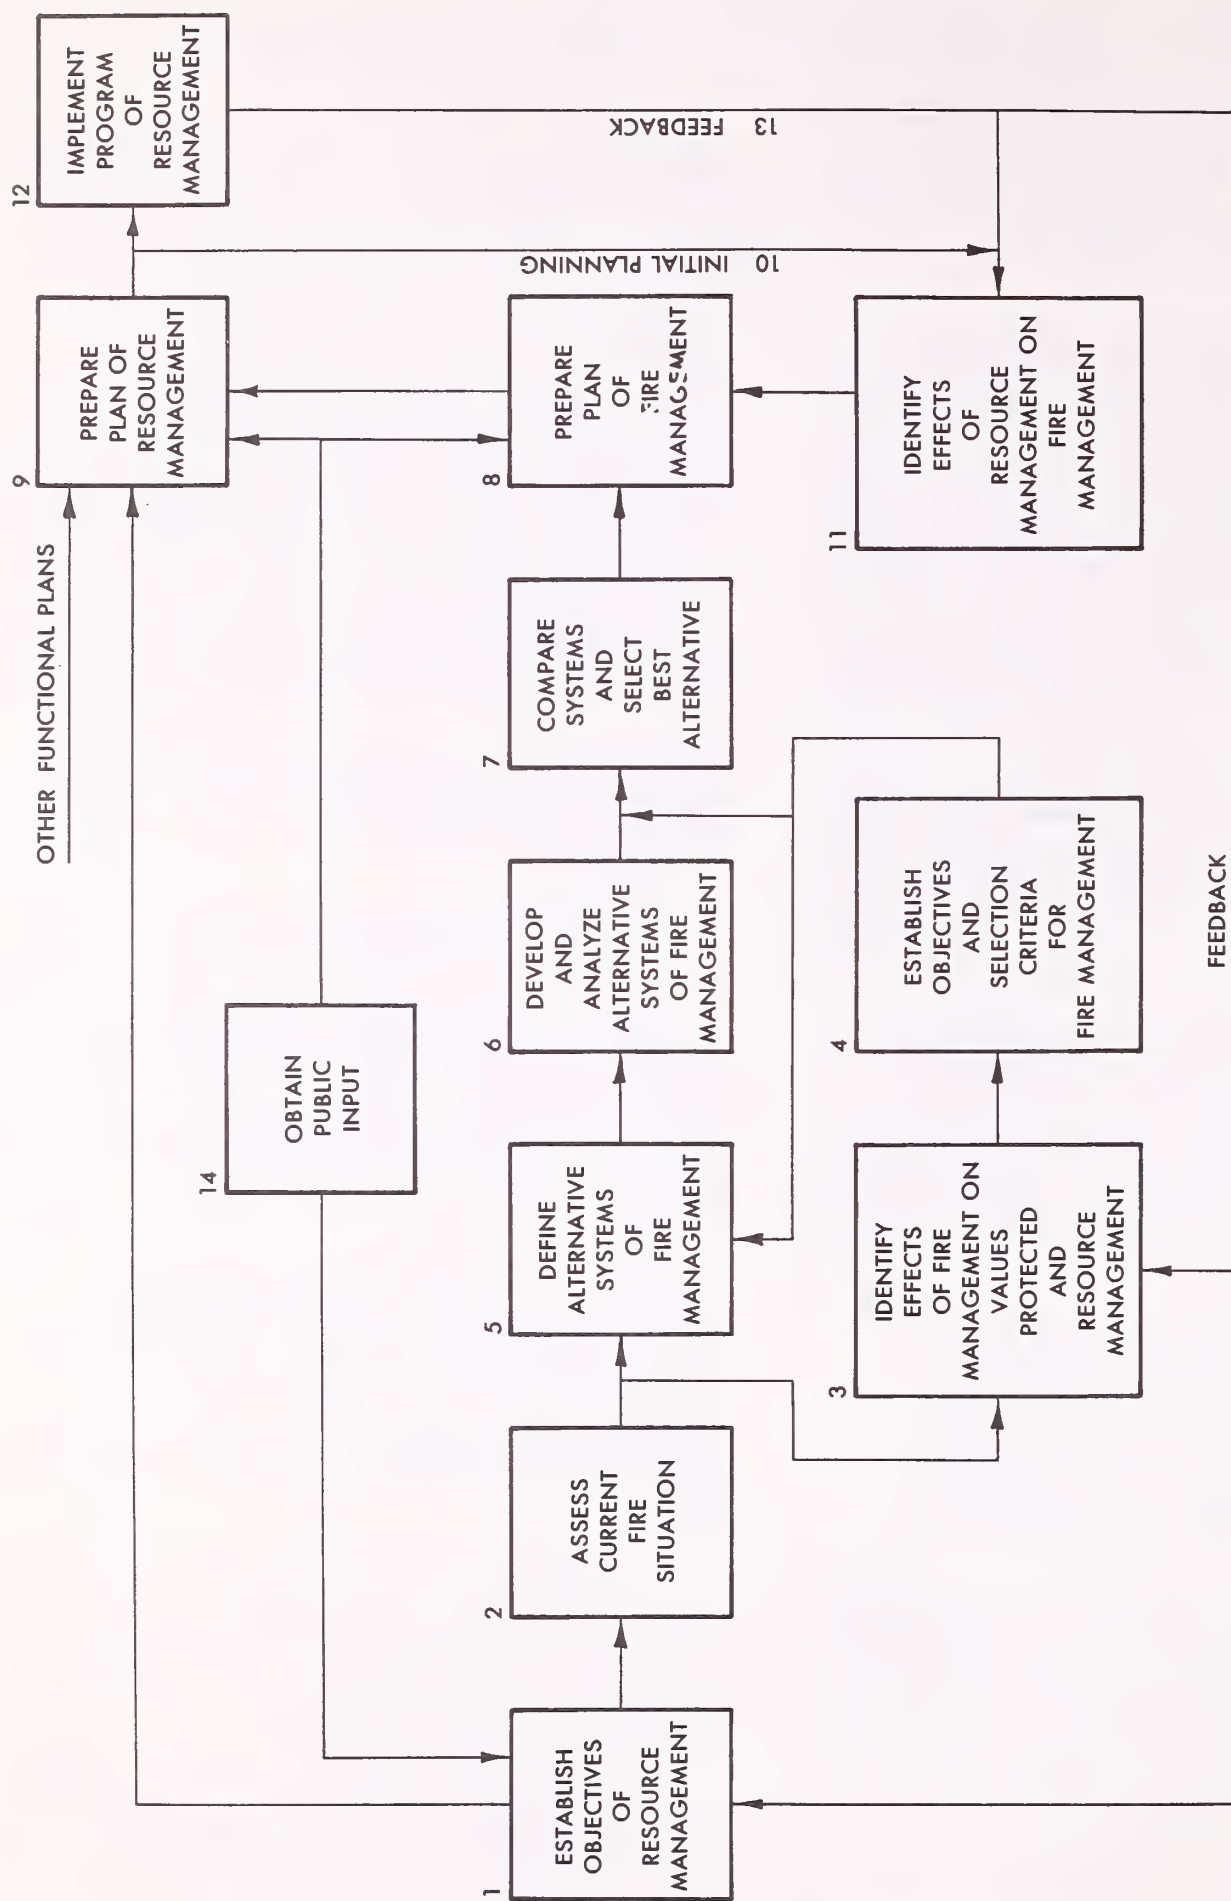 OTHER FUNCTIONAL PLANS
9
PREPARE
PLAN OF
RESOURCE
MANAGEMENT
12
IMPLEMENT
PROGRAM
OF
RESOURCE
MANAGEMENT
14
OBTAIN
PUBLIC
INPUT
1
ESTABLISH
OBJECTIVES
OF
RESOURCE
MANAGEMENT
2
ASSESS
CURRENT
FIRE
SITUATION
5
DEFINE
ALTERNATIVE
SYSTEMS
OF
FIRE
MANAGEMENT
6
DEVELOP
AND
ANALYZE
ALTERNATIVE
SYSTEMS
OF FIRE
MANAGEMENT
7
COMPARE
SYSTEMS
AND
SELECT
BEST
ALTERNATIVE
8
PREPARE
PLAN
OF
FIRE
MANAGEMENT
10 INITIAL PLANNING
13 FEEDBACK
3
IDENTIFY
EFFECTS
OF FIRE
MANAGEMENT ON
VALUES
PROTECTED
AND
RESOURCE
MANAGEMENT
4
ESTABLISH
OBJECTIVES
AND
SELECTION
CRITERIA
FOR
FIRE MANAGEMENT
11
IDENTIFY
EFFECTS
OF
RESOURCE
MANAGEMENT ON
FIRE
MANAGEMENT
FEEDBACK